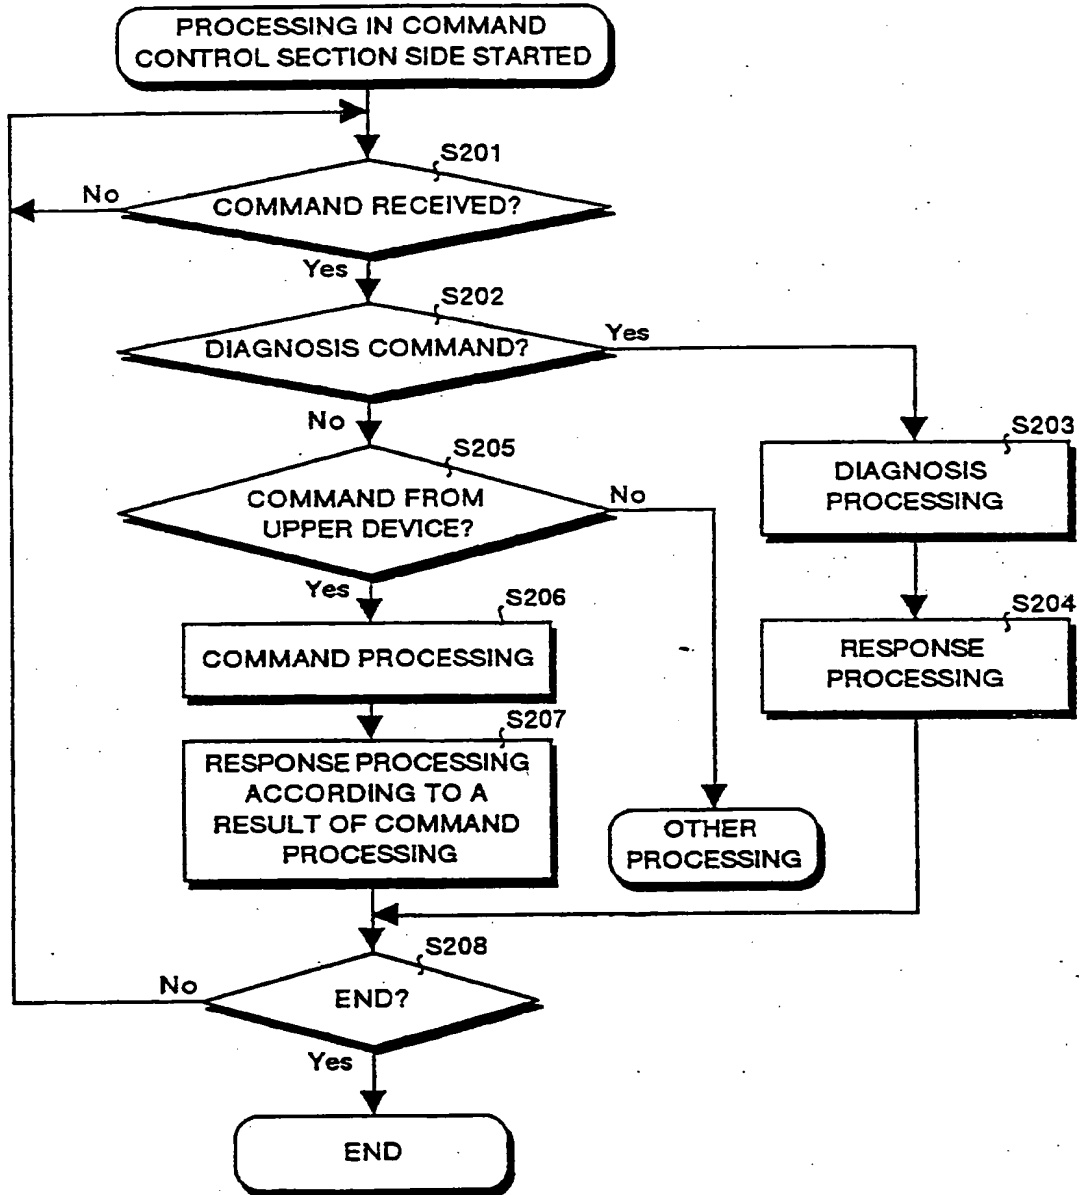 PROCESSING IN COMMAND
CONTROL SECTION SIDE STARTED
S201
No
COMMAND RECEIVED?
Yes
S202
DIAGNOSIS COMMAND?
Yes
No
S203
DIAGNOSIS
PROCESSING
S205
COMMAND FROM
UPPER DEVICE?
No
Yes
S204
RESPONSE
PROCESSING
S206
COMMAND PROCESSING
S207
RESPONSE PROCESSING
ACCORDING TO A
RESULT OF COMMAND
PROCESSING
OTHER
PROCESSING
S208
No
END?
Yes
END